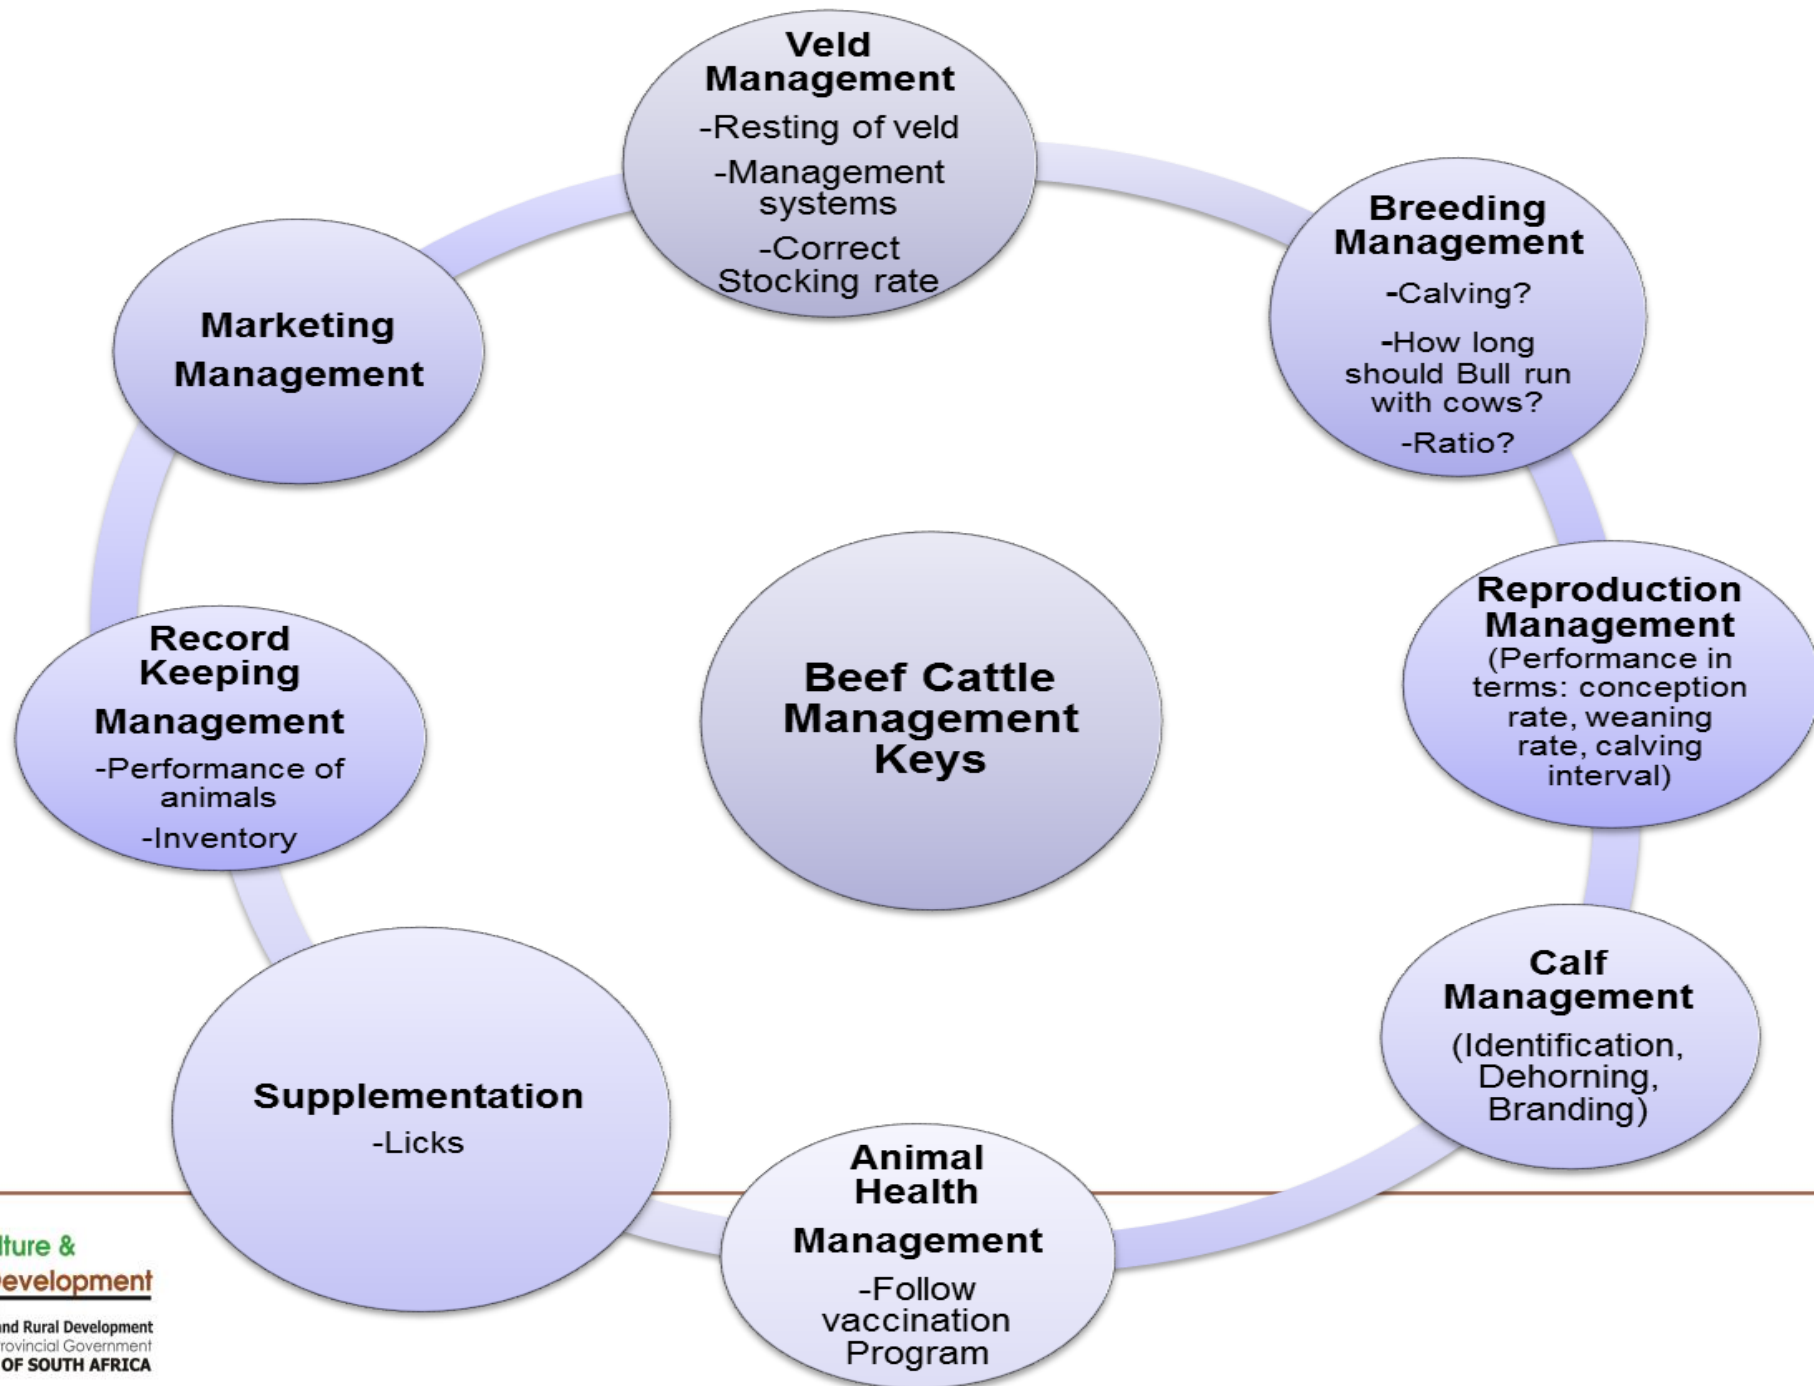 Veld
Management
-Resting of veld
-Management
systems
-Correct
Stocking rate
Breeding
Management
-Calving?
-How long
should Bull run
with cows?
-Ratio?
Reproduction
Management
(Performance in
terms: conception
rate, weaning
rate, calving
interval)
Calf
Management
(Identification,
Dehorning,
Branding)
Animal
Health
Management
-Follow
vaccination
Program
Supplementation
-Licks
Record
Keeping
Management
-Performance of
animals
-Inventory
Marketing
Management
Beef Cattle
Management
Keys
lture &
evelopment
and Rural Development
rovincial Government
OF SOUTH AFRICA